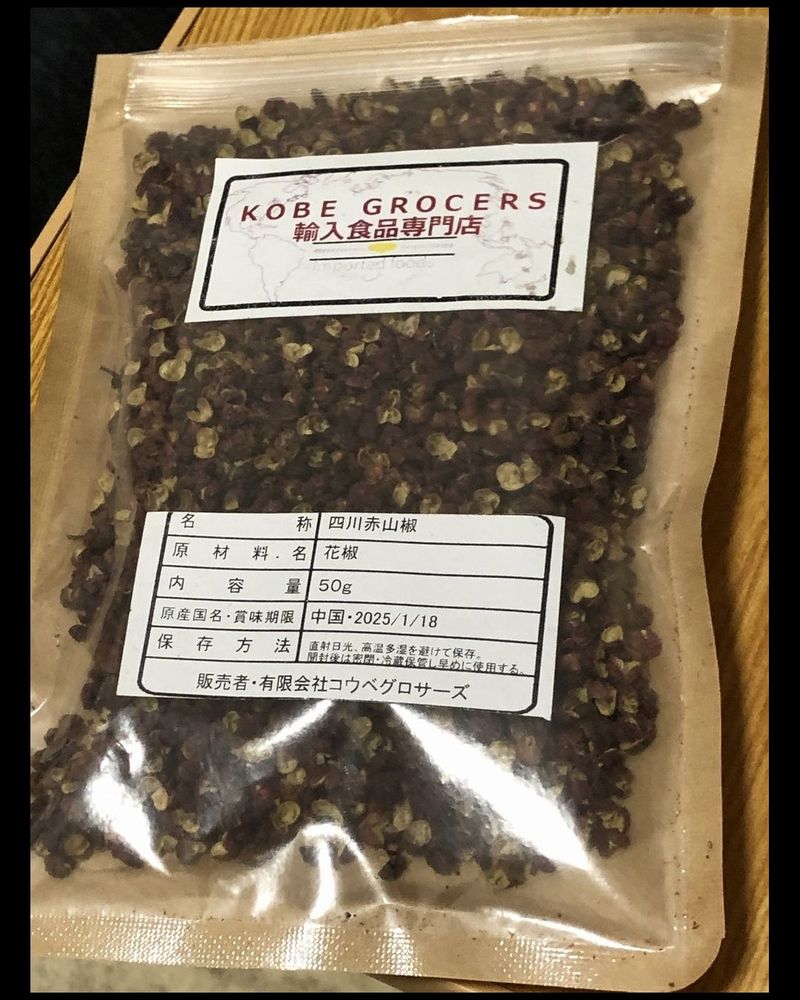 KOBE GROCERS
輸入食品専門店
imported foods
名 称 四川赤山椒
原材料.名 花椒
内容量 50g
原産国名・賞味期限 中国・2025/1/18
保存方法 直射日光、高温多湿を避けて保存。
開封後は密閉・冷蔵保管し早めに使用する。
販売者・有限会社コウベグロサーズ